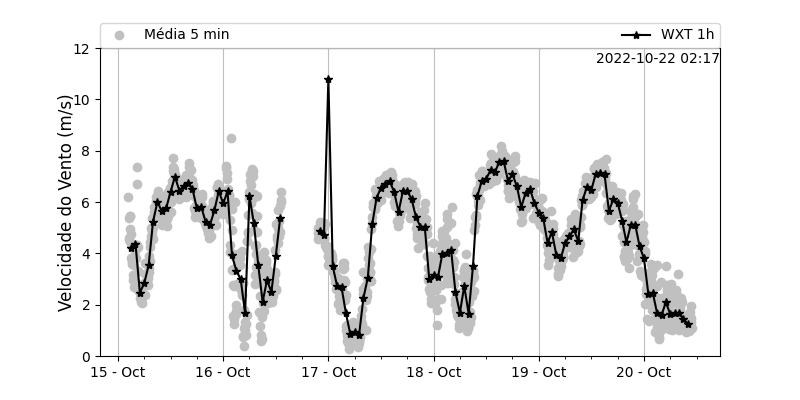 Média 5 min
WXT 1h
2022-10-22 02:17
Velocidade do Vento (m/s)
12
10
8
6
4
2
0
15 - Oct
16 - Oct
17 - Oct
18 - Oct
19 - Oct
20 - Oct